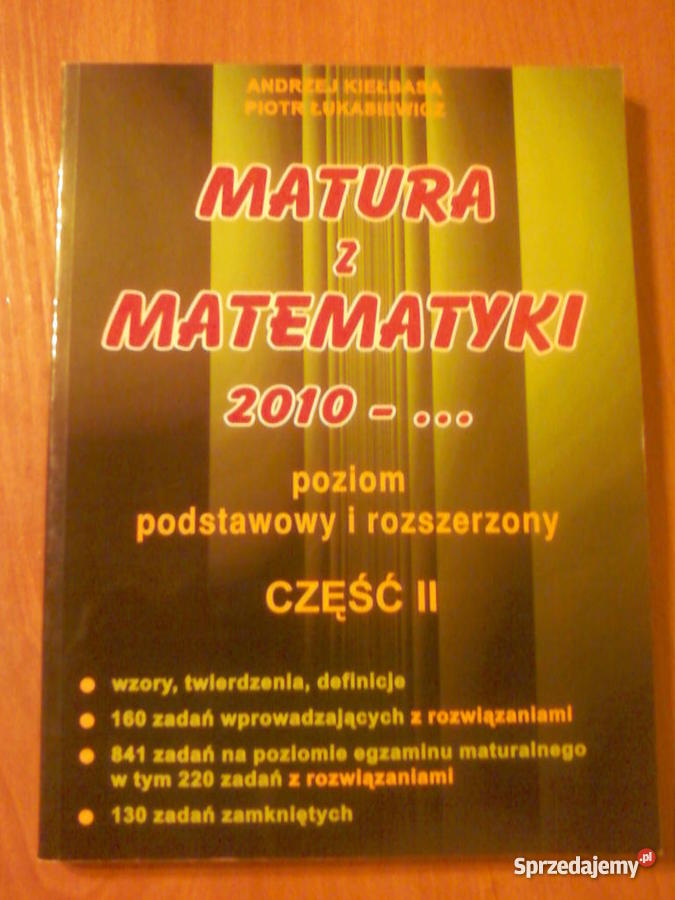 ANDRZEJ KIEŁBASA
PIOTR ŁUKASIEWICZ
MATURA
z
MATEMATYKI
2010 - ...
poziom
podstawowy i rozszerzony
CZĘŚĆ II
wzory, twierdzenia, definicje
160 zadań wprowadzających z rozwiązaniami
841 zadań na poziomie egzaminu maturalnego
w tym 220 zadań z rozwiązaniami
130 zadań zamkniętych
Sprzedajemy.pl